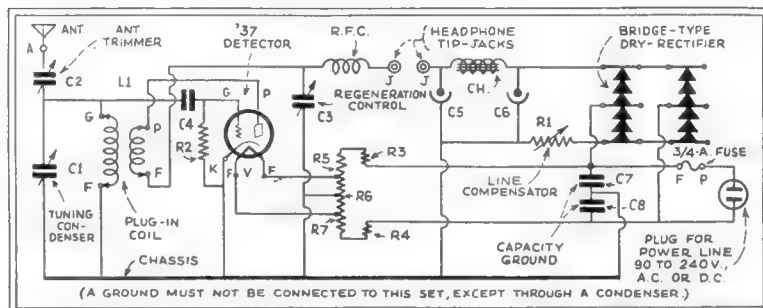 ANT.
A
ANT
TRIMMER
C2
L1
'37
DETECTOR
R.F.C.
HEADPHONE
TIP-JACKS
J
J
REGENERATION
CONTROL
BRIDGE-TYPE
DRY-RECTIFIER
CH.
C5
C6
R1
LINE
COMPENSATOR
3/4-A. FUSE
F P
G
P
G
P
C4
R2
C3
K
F
V
F
F
F
C1
TUNING
CON-
DENSER
PLUG-IN
COIL
R5
R3
R6
R7
R4
C7
C8
CAPACITY
GROUND
PLUG FOR
POWER LINE
90 TO 240 V.,
A.C. OR D.C.
CHASSIS
(A GROUND MUST NOT BE CONNECTED TO THIS SET, EXCEPT THROUGH A CONDENSER.)